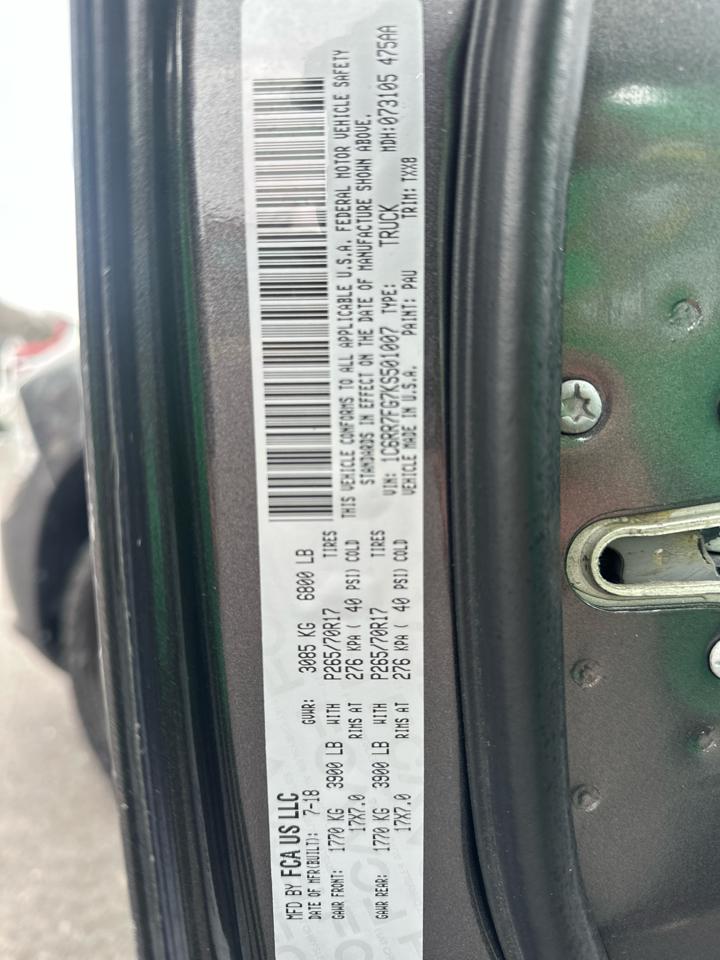 MFD BY FCA US LLC
DATE OF MFR(BUILT): 7-18 GVWR: 3085 KG 6800 LB
GAWR FRONT: 1770 KG 3900 LB WITH P265/70R17 TIRES
17X7.0 RIMS AT 276 KPA ( 40 PSI) COLD
GAWR REAR: 1770 KG 3900 LB WITH P265/70R17 TIRES
17X7.0 RIMS AT 276 KPA ( 40 PSI) COLD
THIS VEHICLE CONFORMS TO ALL APPLICABLE U.S.A. FEDERAL MOTOR VEHICLE SAFETY
STANDARDS IN EFFECT ON THE DATE OF MANUFACTURE SHOWN ABOVE.
VIN: 1C6RR7FG7KS501007 TYPE: TRUCK MDH:073105 475AA
VEHICLE MADE IN U.S.A. PAINT: PAU TRIM: TXX8